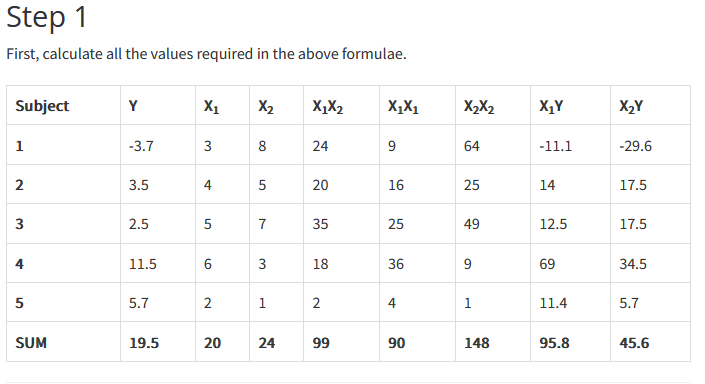 Step 1
First, calculate all the values required in the above formulae.
Subject Y X₁ X₂ X₁X₂ X₁X₁ X₂X₂ X₁Y X₂Y
1 -3.7 3 8 24 9 64 -11.1 -29.6
2 3.5 4 5 20 16 25 14 17.5
3 2.5 5 7 35 25 49 12.5 17.5
4 11.5 6 3 18 36 9 69 34.5
5 5.7 2 1 2 4 1 11.4 5.7
SUM 19.5 20 24 99 90 148 95.8 45.6